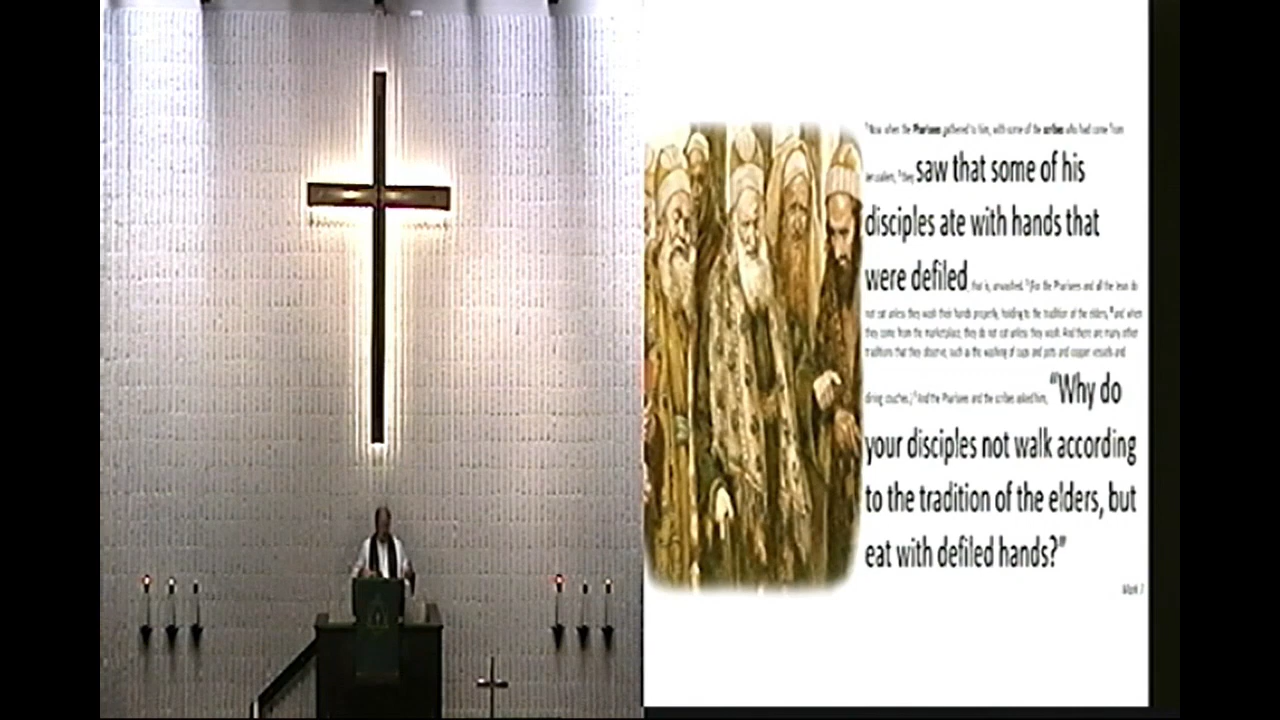 ¹Now when the Pharisees gathered to him, with some of the scribes who had come from
Jerusalem, ²they saw that some of his
disciples ate with hands that
were defiled, that is, unwashed. ³(For the Pharisees and all the Jews do
not eat unless they wash their hands properly, holding to the tradition of the elders, ⁴and when
they come from the marketplace, they do not eat unless they wash. And there are many other
traditions that they observe, such as the washing of cups and pots and copper vessels and
dining couches.) ⁵And the Pharisees and the scribes asked him, “Why do
your disciples not walk according
to the tradition of the elders, but
eat with defiled hands?”
Mark 7